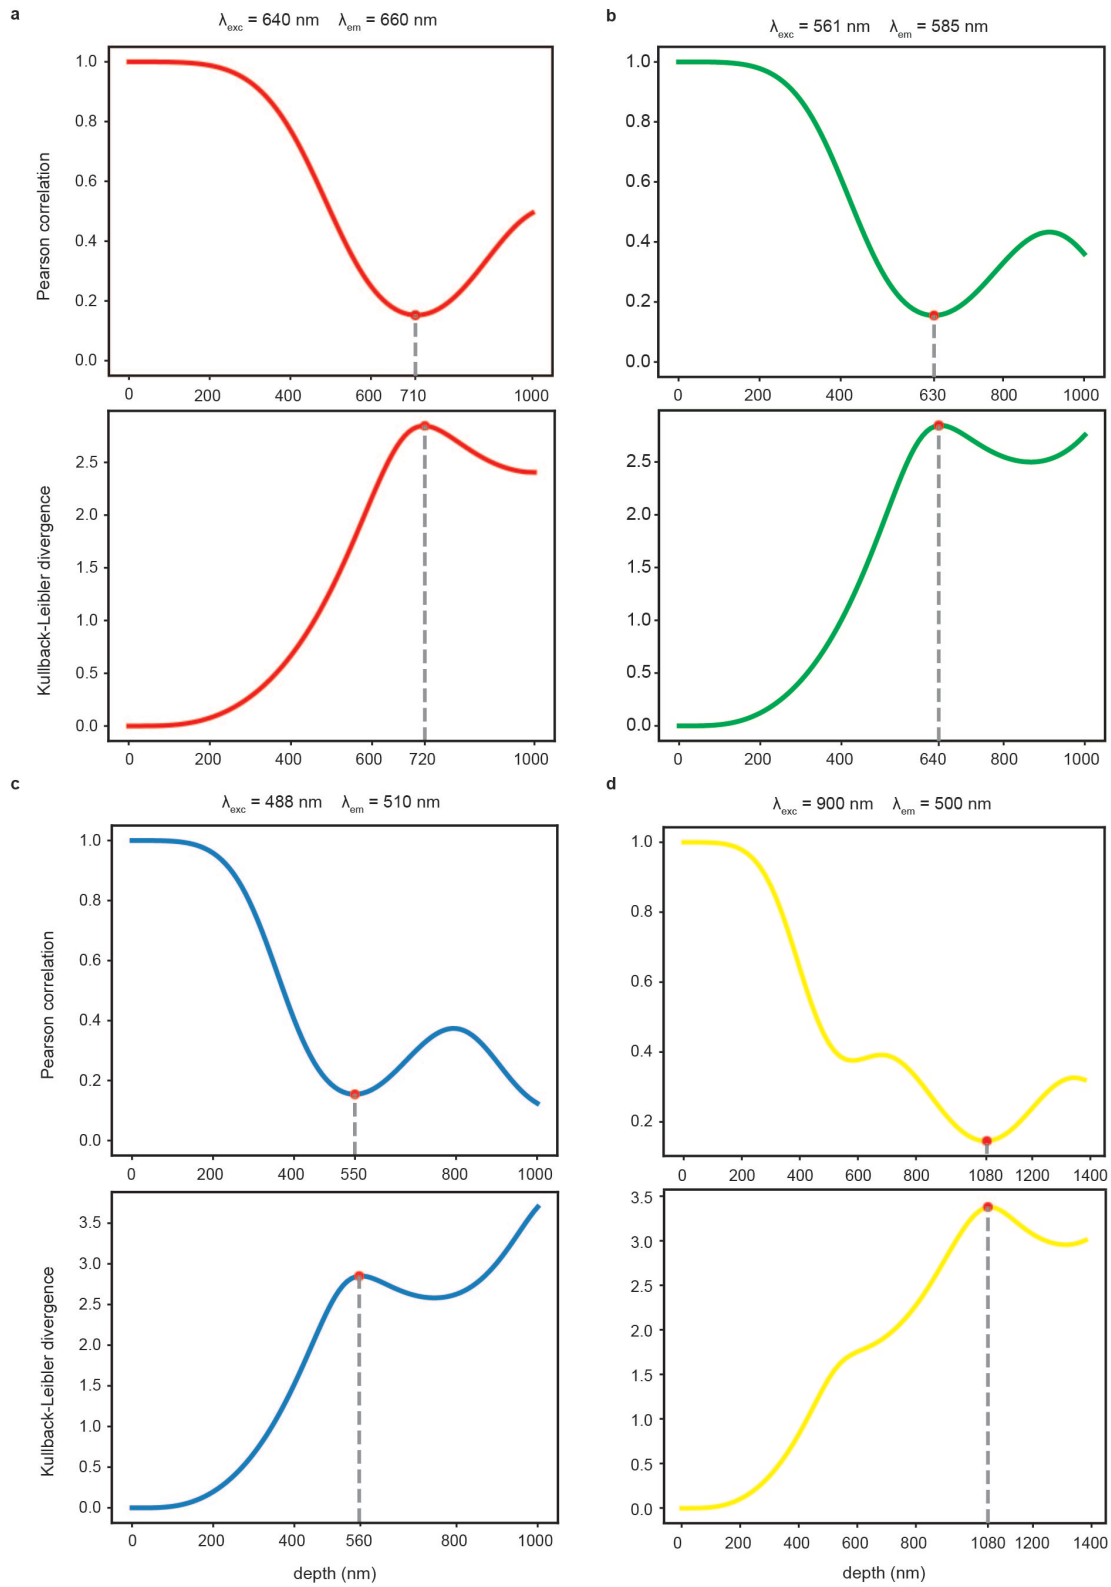 a
λexc = 640 nm λem = 660 nm
Pearson correlation
1.0
0.8
0.6
0.4
0.2
0.0
0 200 400 600 710 1000
Kullback-Leibler divergence
2.5
2.0
1.5
1.0
0.5
0.0
0 200 400 600 720 1000
b
λexc = 561 nm λem = 585 nm
1.0
0.8
0.6
0.4
0.2
0.0
0 200 400 630 800 1000
2.5
2.0
1.5
1.0
0.5
0.0
0 200 400 640 800 1000
c
λexc = 488 nm λem = 510 nm
Pearson correlation
1.0
0.8
0.6
0.4
0.2
0.0
0 200 400 550 800 1000
Kullback-Leibler divergence
3.5
3.0
2.5
2.0
1.5
1.0
0.5
0.0
0 200 400 560 800 1000
depth (nm)
d
λexc = 900 nm λem = 500 nm
1.0
0.8
0.6
0.4
0.2
0 200 400 600 800 1080 1200 1400
3.5
3.0
2.5
2.0
1.5
1.0
0.5
0.0
0 200 400 600 800 1080 1200 1400
depth (nm)